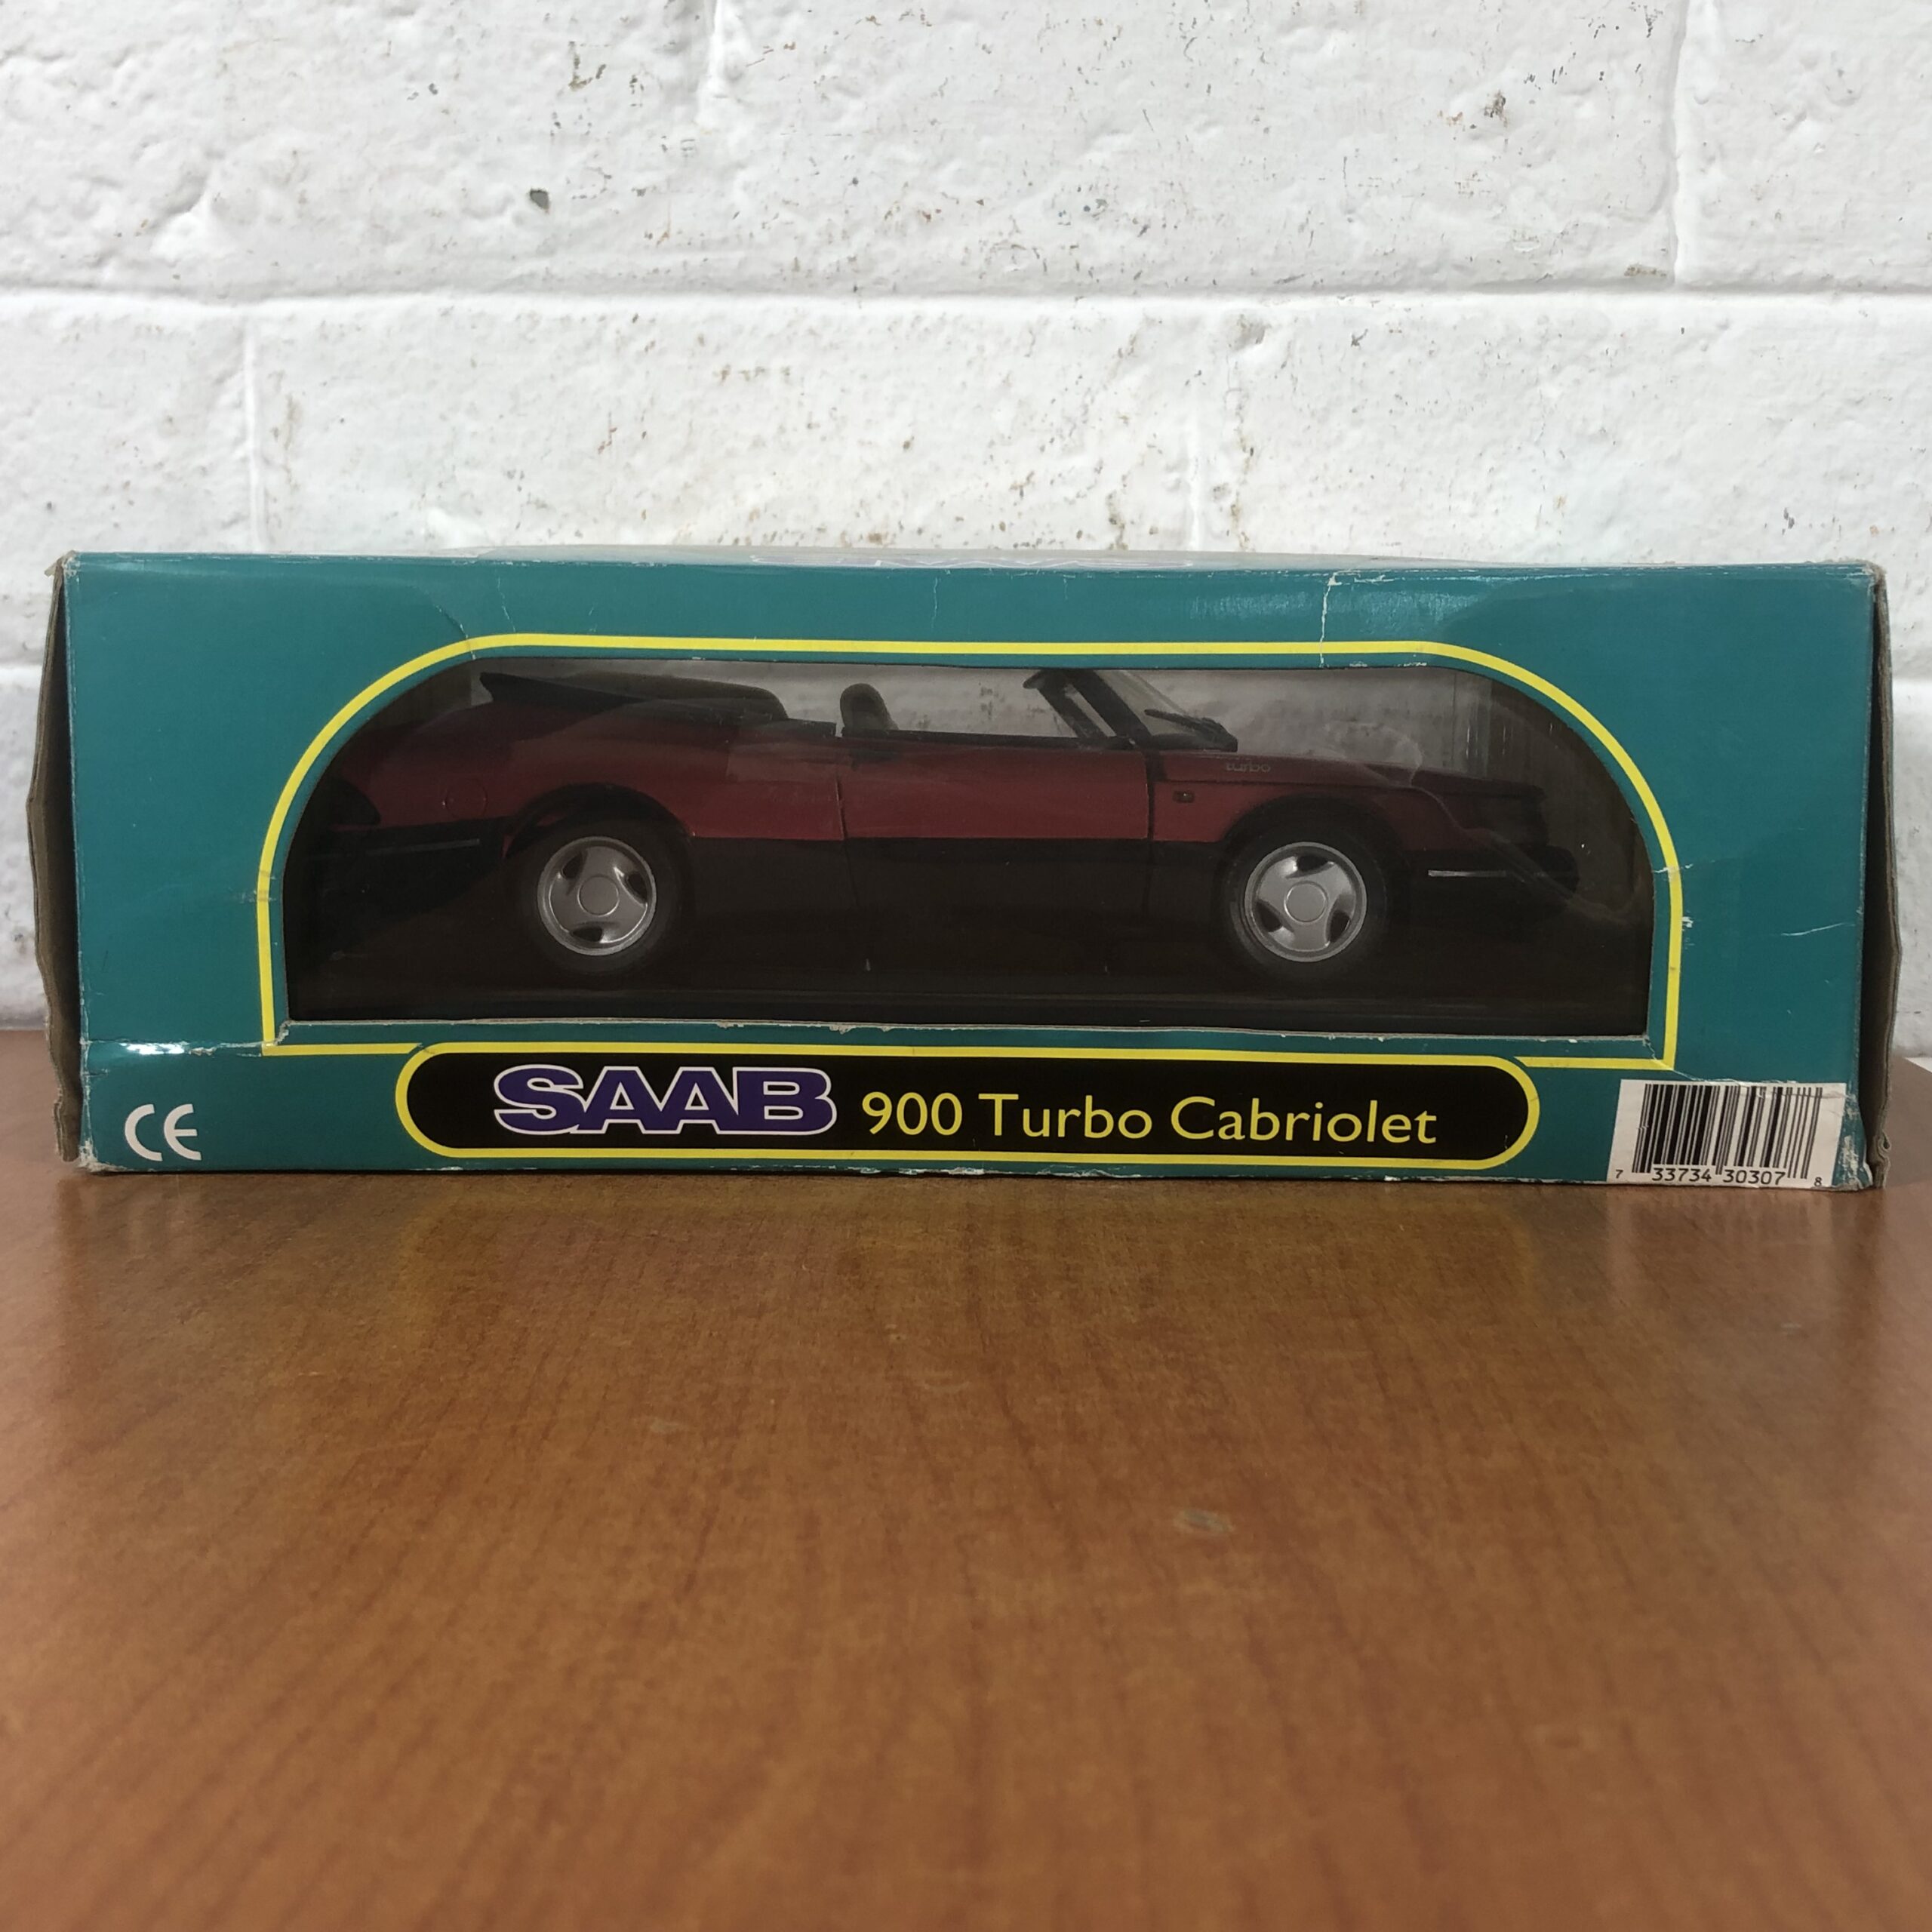 turbo
SAAB 900 Turbo Cabriolet
CE
7 33734 30307 8